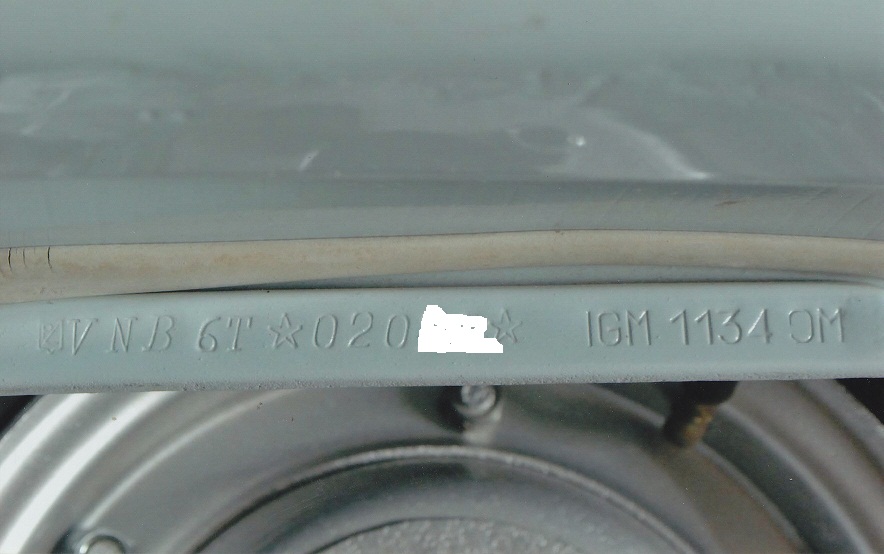 VNB 6T ☆020 ☆ IGM 1134 OM